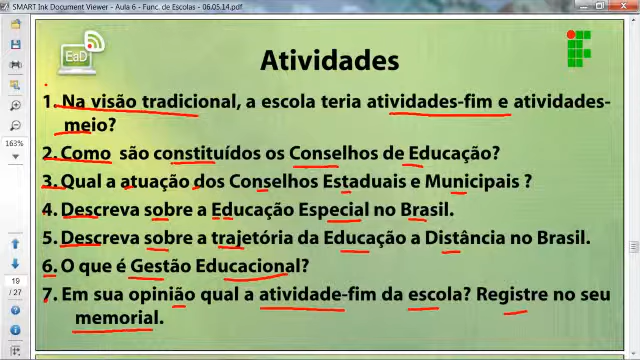 SMART Ink Document Viewer - Aula 6 - Func. de Escolas - 06.05.14.pdf
EaD
Atividades
163%
1. Na visão tradicional, a escola teria atividades-fim e atividades-
meio?
2. Como são constituídos os Conselhos de Educação?
3. Qual a atuação dos Conselhos Estaduais e Municipais ?
4. Descreva sobre a Educação Especial no Brasil.
5. Descreva sobre a trajetória da Educação a Distância no Brasil.
6. O que é Gestão Educacional?
7. Em sua opinião qual a atividade-fim da escola? Registre no seu
memorial.
19
/ 27